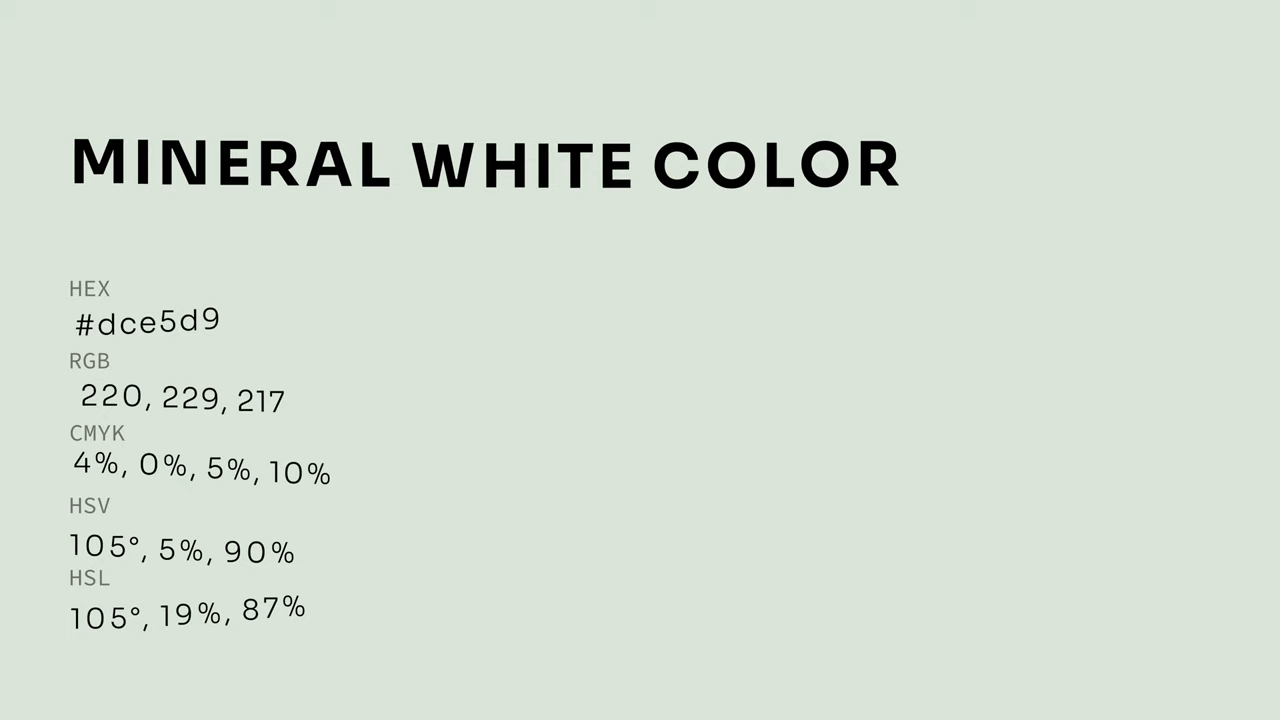 MINERAL WHITE COLOR
HEX
#dce5d9
RGB
220, 229, 217
CMYK
4%, 0%, 5%, 10%
HSV
105°, 5%, 90%
HSL
105°, 19%, 87%